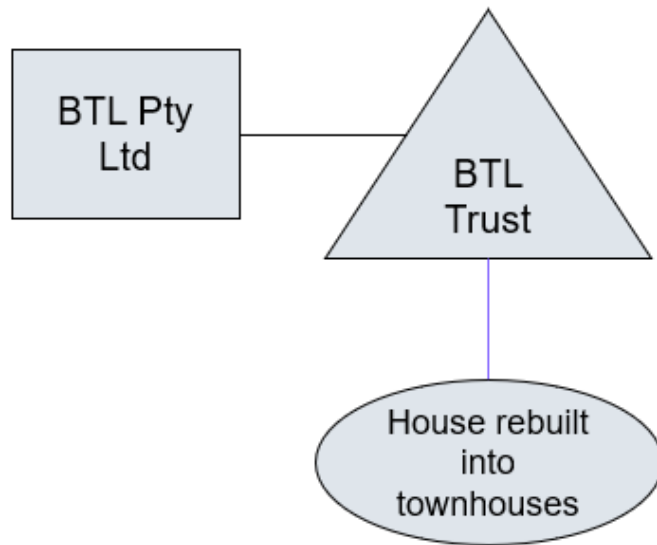 BTL Pty
Ltd
BTL
Trust
House rebuilt
into
townhouses